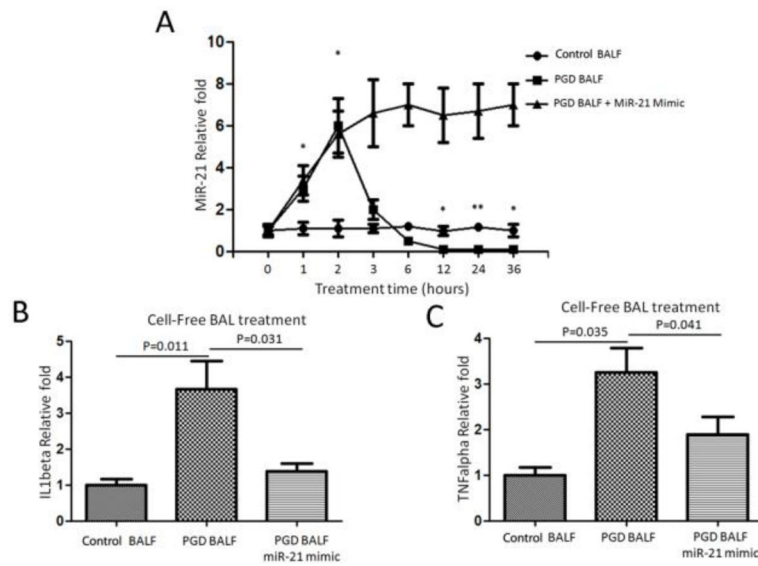 A
10
8
6
4
2
0
MiR-21 Relative fold
*
*
*
**
*
0 1 2 3 6 12 24 36
Treatment time (hours)
Control BALF
PGD BALF
PGD BALF + MiR-21 Mimic
B
Cell-Free BAL treatment
P=0.011 P=0.031
5
4
3
2
1
0
IL1beta Relative fold
Control BALF PGD BALF PGD BALF
miR-21 mimic
C
Cell-Free BAL treatment
P=0.035 P=0.041
4
3
2
1
0
TNFalpha Relative fold
Control BALF PGD BALF PGD BALF
miR-21 mimic